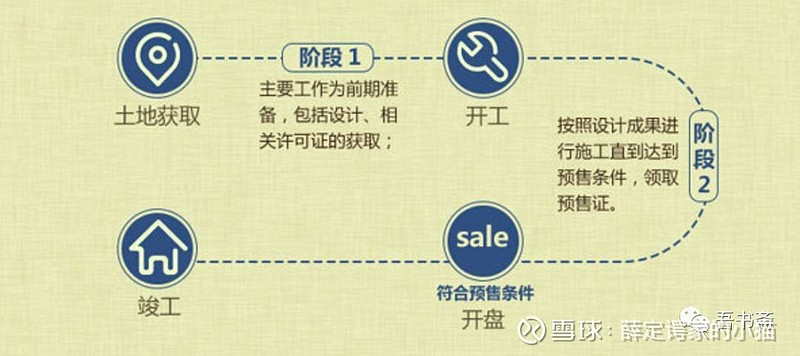 阶段 1
主要工作为前期准
备，包括设计、相
关许可证的获取；
土地获取
开工
按照设计成果进
行施工直到达到
预售条件，领取
预售证。
阶段 2
sale
符合预售条件
开盘
竣工
吾书斋
雪球：薛定谔家的小猫